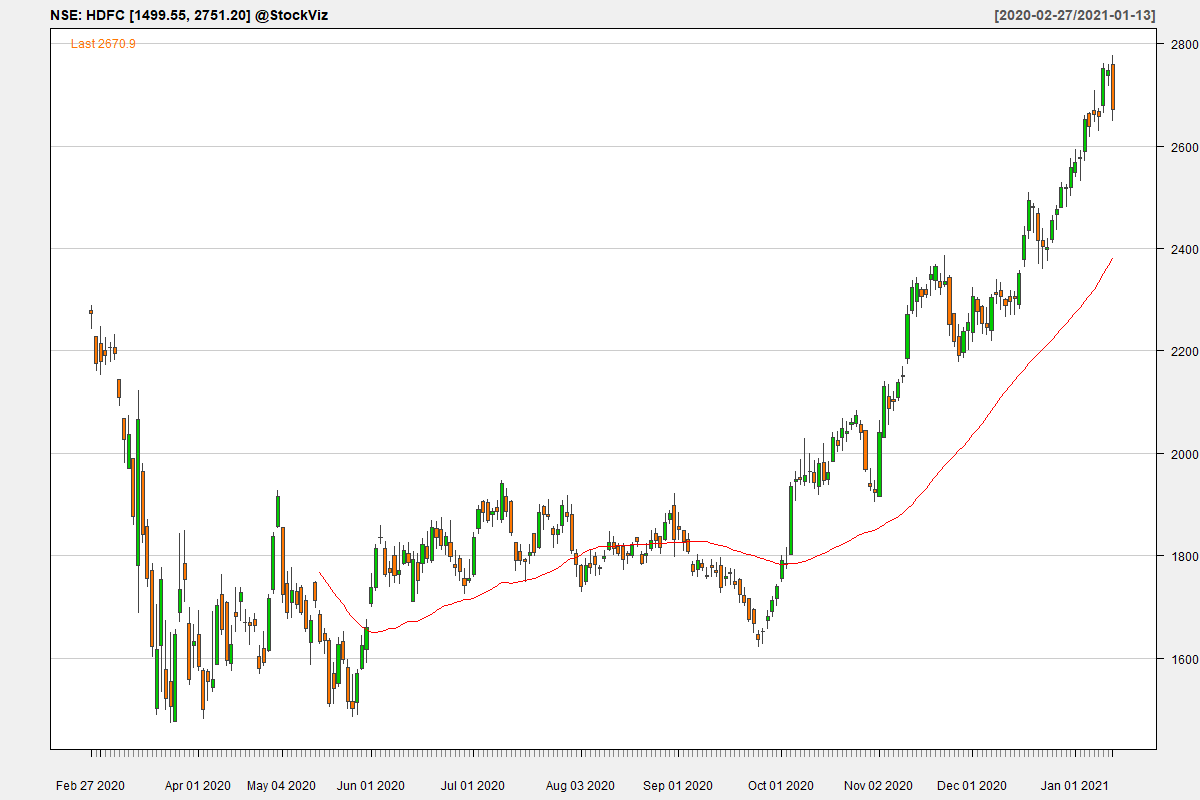 NSE: HDFC [1499.55, 2751.20] @StockViz
[2020-02-27/2021-01-13]
Last 2670.9
2800
2600
2400
2200
2000
1800
1600
Feb 27 2020
Apr 01 2020
May 04 2020
Jun 01 2020
Jul 01 2020
Aug 03 2020
Sep 01 2020
Oct 01 2020
Nov 02 2020
Dec 01 2020
Jan 01 2021